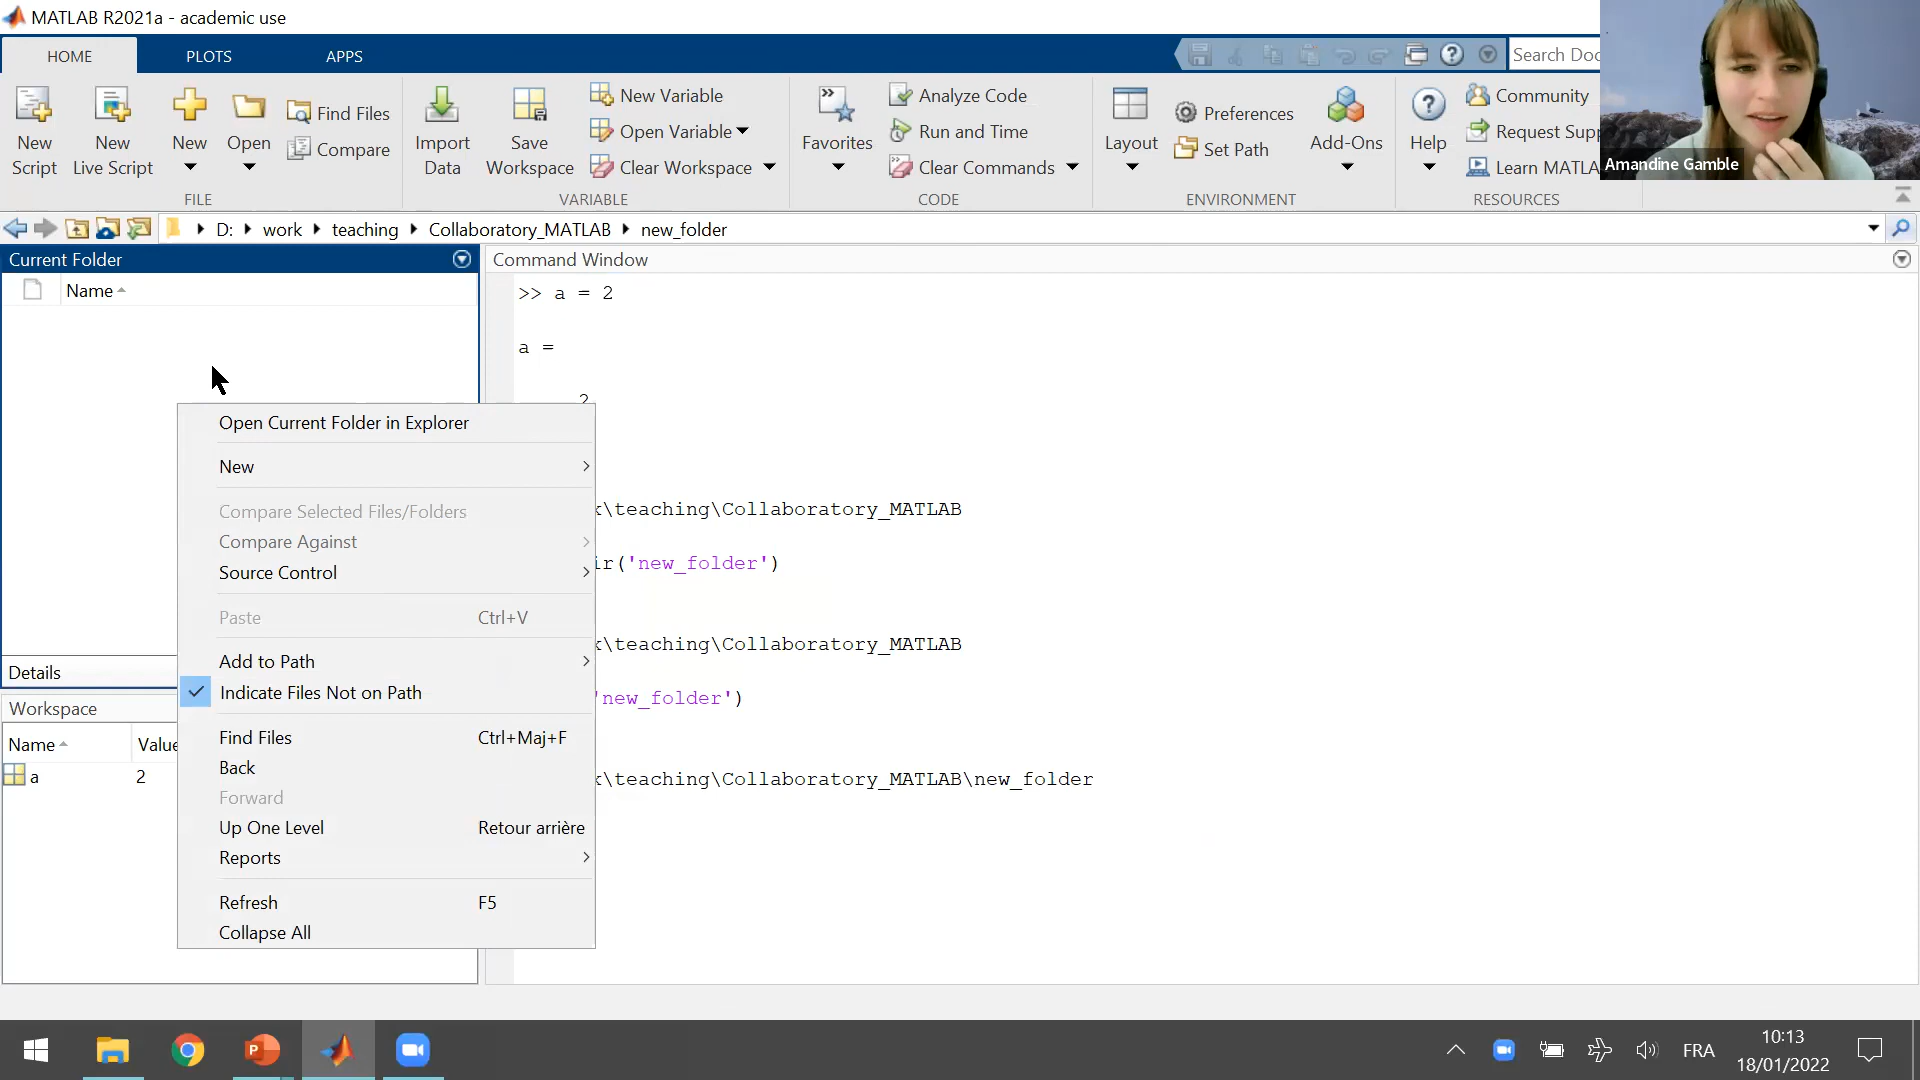 MATLAB R2021a - academic use
HOME
PLOTS
APPS
Search Doc
New Script
New Live Script
New
Open
Find Files
Compare
FILE
Import Data
Save Workspace
New Variable
Open Variable
Clear Workspace
VARIABLE
Favorites
Analyze Code
Run and Time
Clear Commands
CODE
Layout
Preferences
Set Path
Add-Ons
ENVIRONMENT
Help
Community
Request Supp
Learn MATLA
RESOURCES
Amandine Gamble
D: work teaching Collaboratory_MATLAB new_folder
Current Folder
Name
Details
Workspace
Name Value
a 2
Open Current Folder in Explorer
New
Compare Selected Files/Folders
Compare Against
Source Control
Paste Ctrl+V
Add to Path
Indicate Files Not on Path
Find Files Ctrl+Maj+F
Back
Forward
Up One Level Retour arrière
Reports
Refresh F5
Collapse All
Command Window
>> a = 2
a =
2
k\teaching\Collaboratory_MATLAB
ir('new_folder')
k\teaching\Collaboratory_MATLAB
'new_folder')
k\teaching\Collaboratory_MATLAB\new_folder
FRA
10:13
18/01/2022